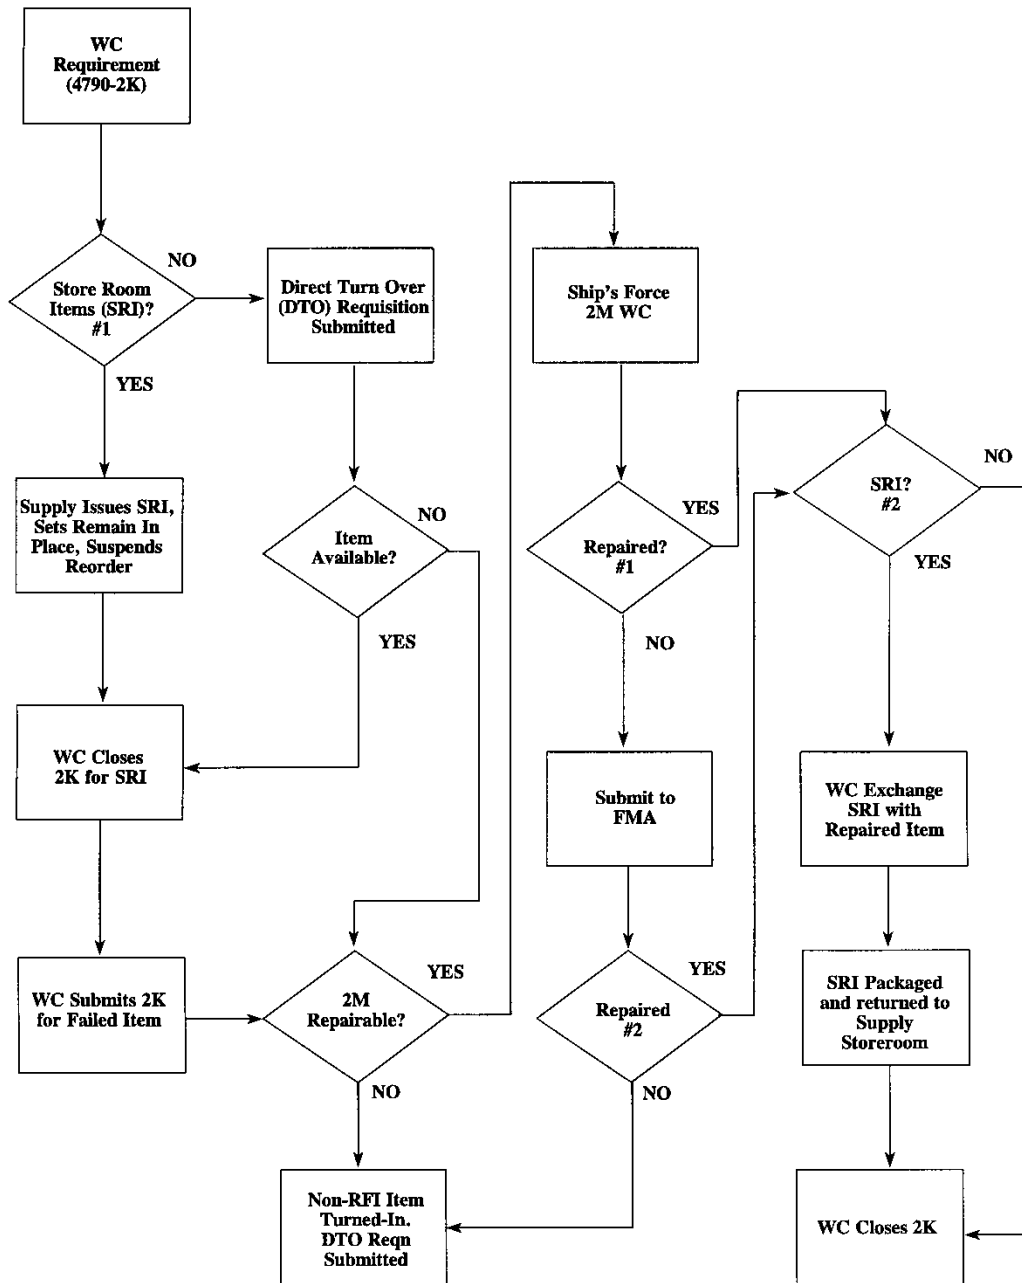 WC
Requirement
(4790-2K)
Store Room
Items (SRI)?
#1
NO
YES
Direct Turn Over
(DTO) Requisition
Submitted
Supply Issues SRI,
Sets Remain In
Place, Suspends
Reorder
Item
Available?
NO
YES
WC Closes
2K for SRI
WC Submits 2K
for Failed Item
2M
Repairable?
YES
NO
Non-RFI Item
Turned-In.
DTO Reqn
Submitted
Ship's Force
2M WC
Repaired?
#1
YES
NO
Submit to
FMA
Repaired
#2
YES
NO
SRI?
#2
NO
YES
WC Exchange
SRI with
Repaired Item
SRI Packaged
and returned to
Supply
Storeroom
WC Closes 2K